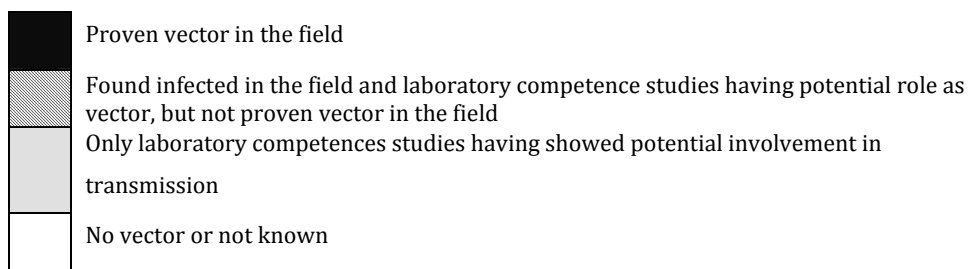 Proven vector in the field
Found infected in the field and laboratory competence studies having potential role as
vector, but not proven vector in the field
Only laboratory competences studies having showed potential involvement in
transmission
No vector or not known